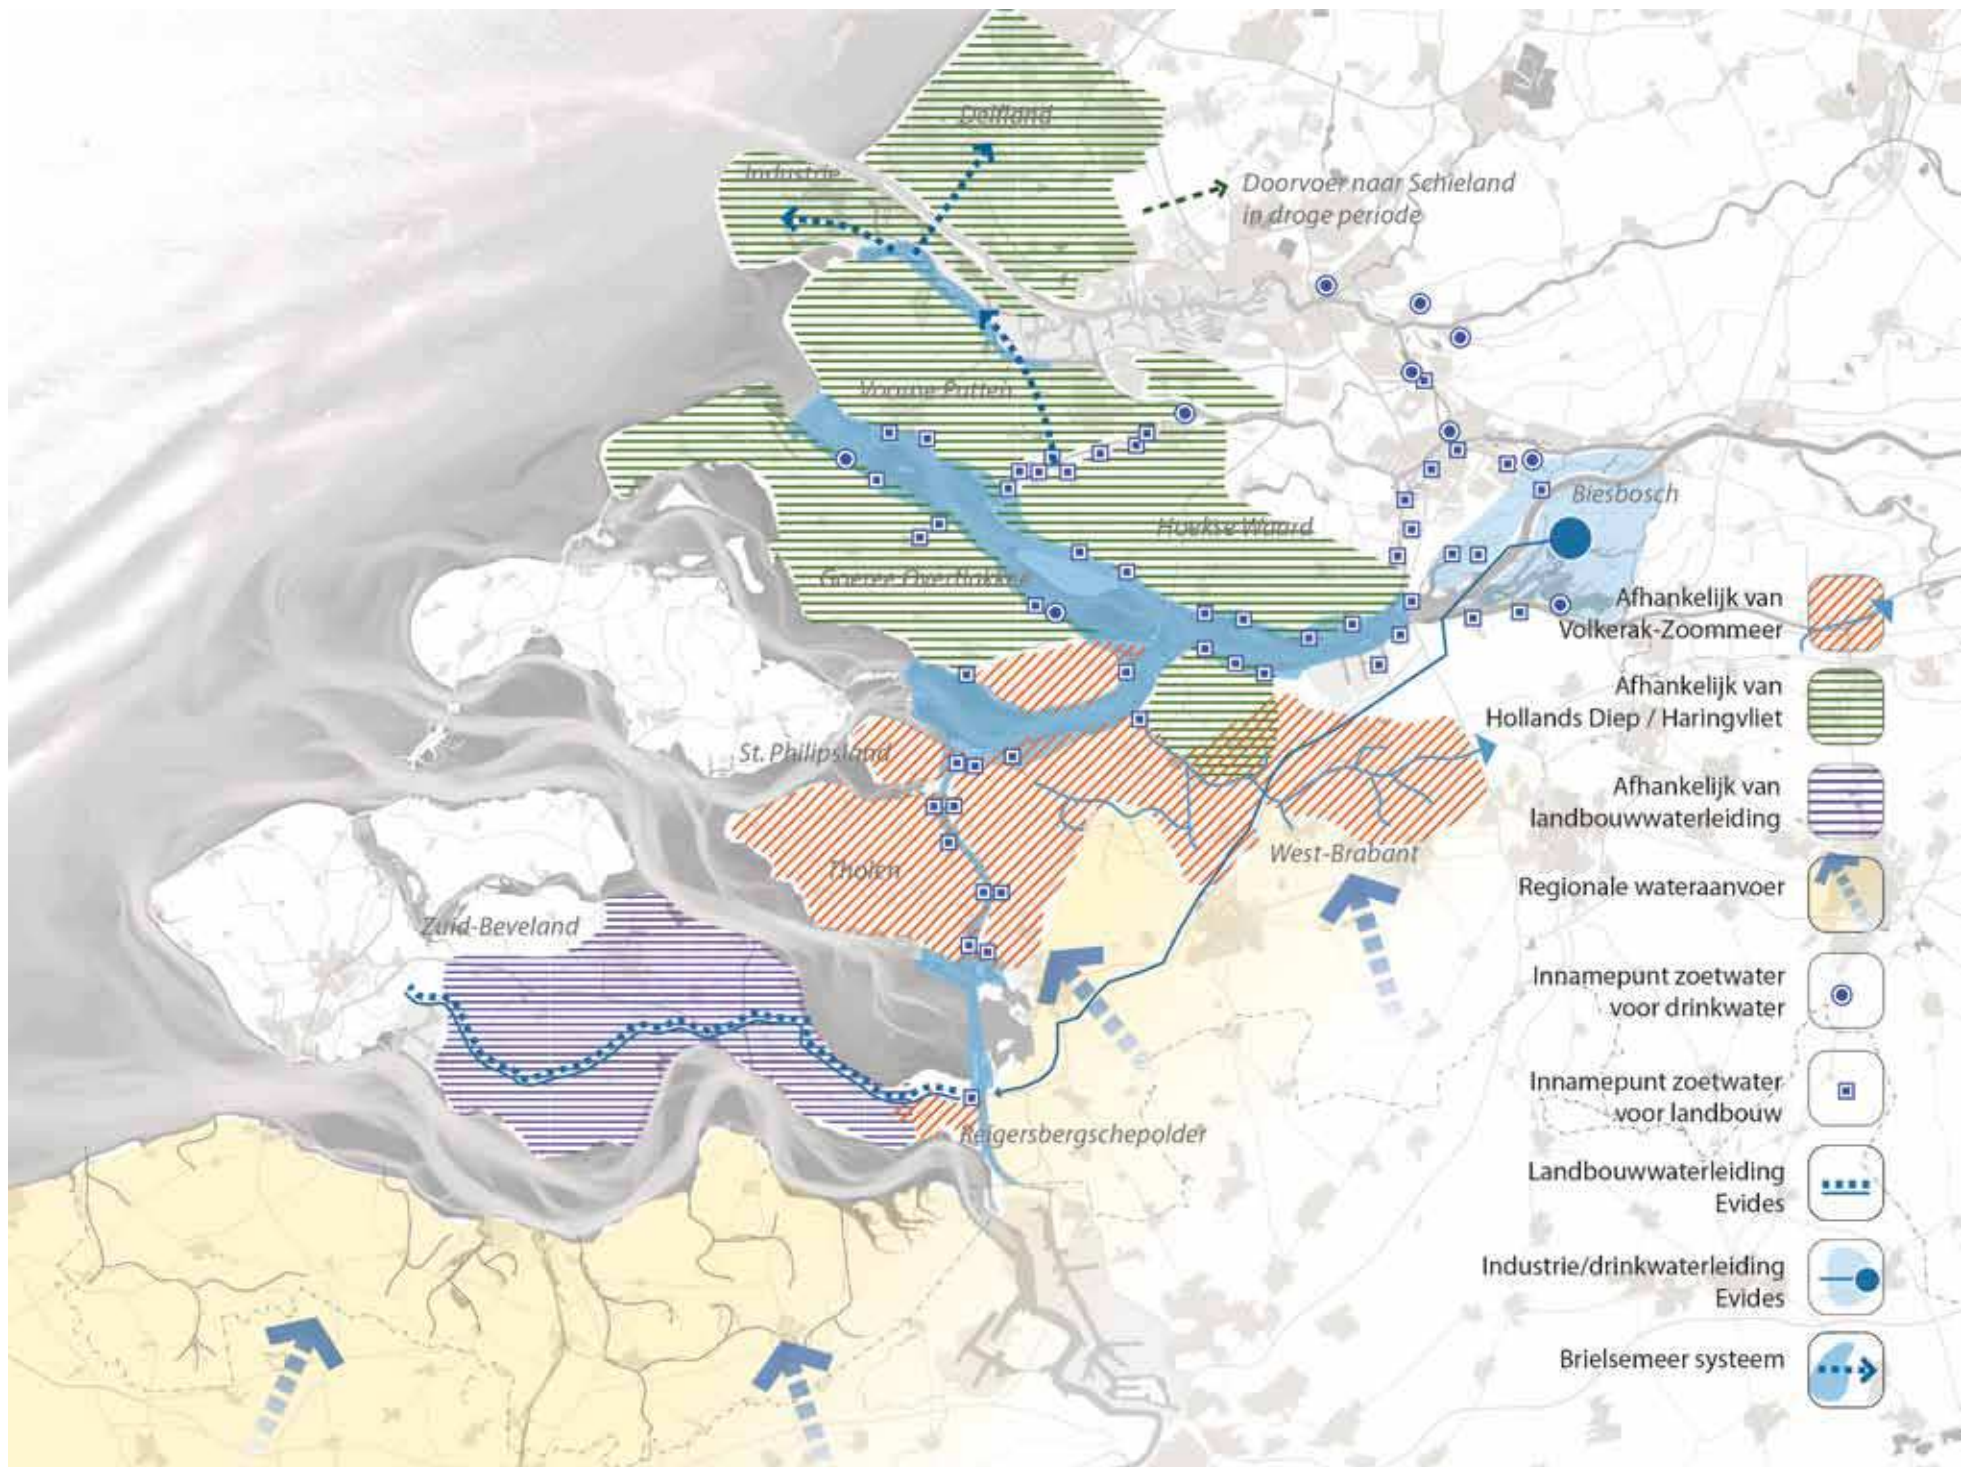 Delfland
Industrie
Doorvoer naar Schieland
in droge periode
Voorne Putten
Biesbosch
Hoekse Waard
Goeree Overflakkee
St. Philipsland
Tholen
West-Brabant
Zuid-Beveland
Reigersbergschepolder
Afhankelijk van
Volkerak-Zoommeer
Afhankelijk van
Hollands Diep / Haringvliet
Afhankelijk van
landbouwwaterleiding
Regionale wateraanvoer
Innamepunt zoetwater
voor drinkwater
Innamepunt zoetwater
voor landbouw
Landbouwwaterleiding
Evides
Industrie/drinkwaterleiding
Evides
Brielsemeer systeem